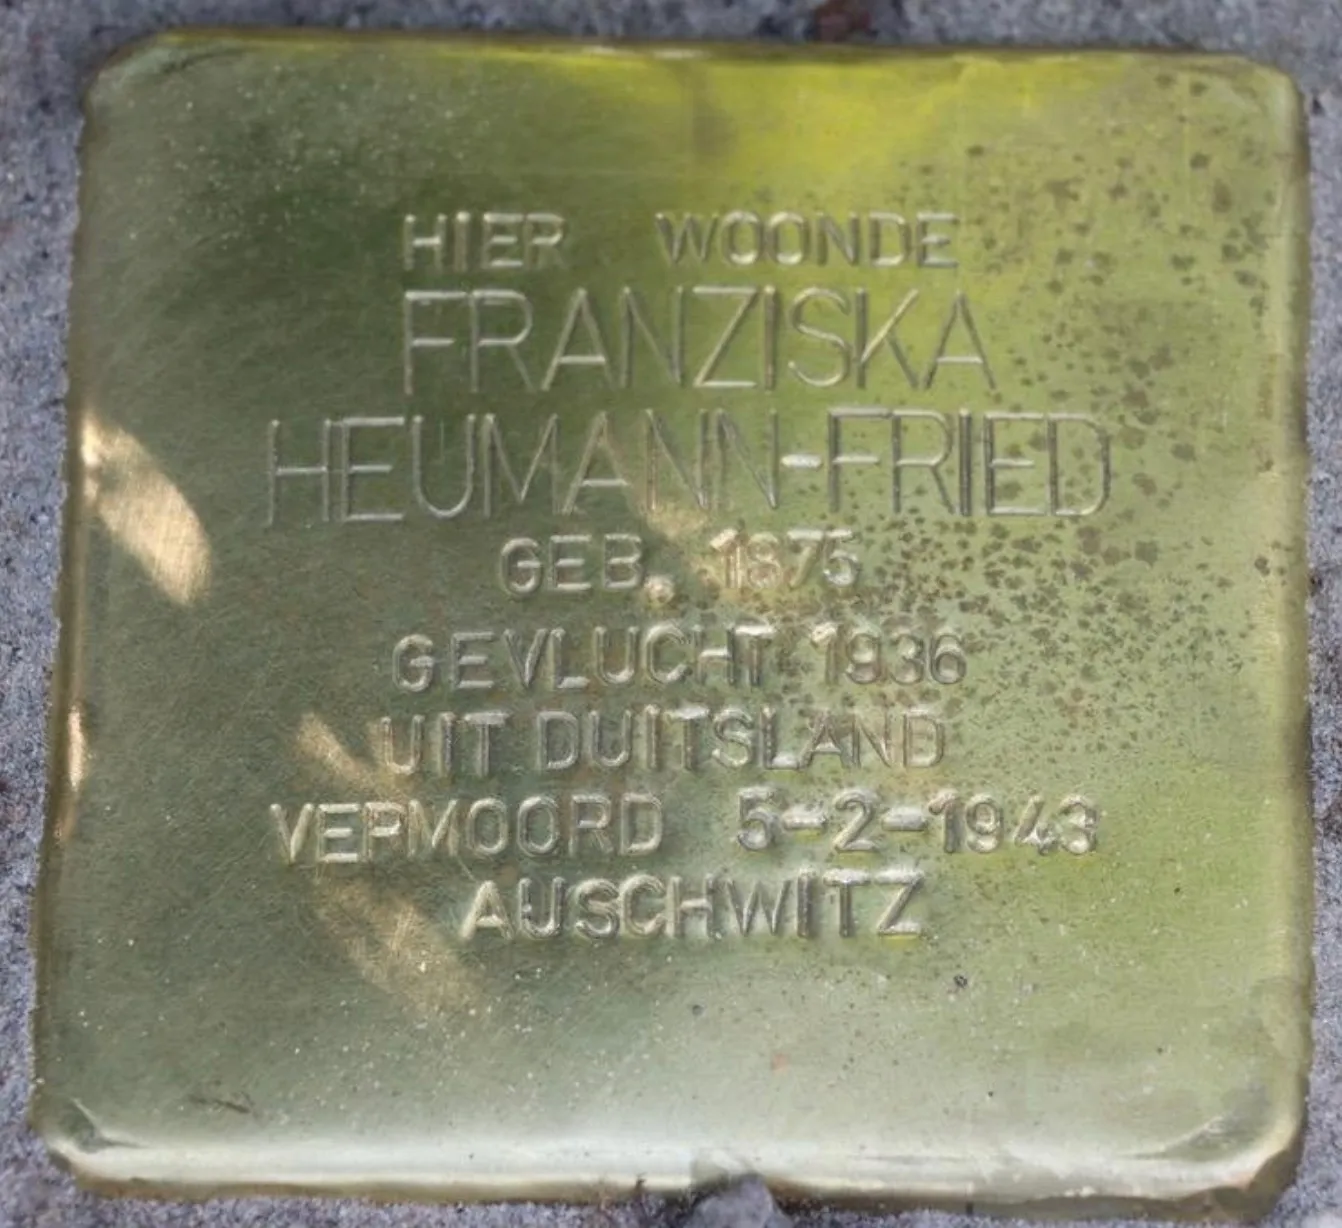 HIER WOONDE
FRANZISKA
HEUMANN-FRIED
GEB. 1875
GEVLUCHT 1936
UIT DUITSLAND
VERMOORD 5-2-1943
AUSCHWITZ